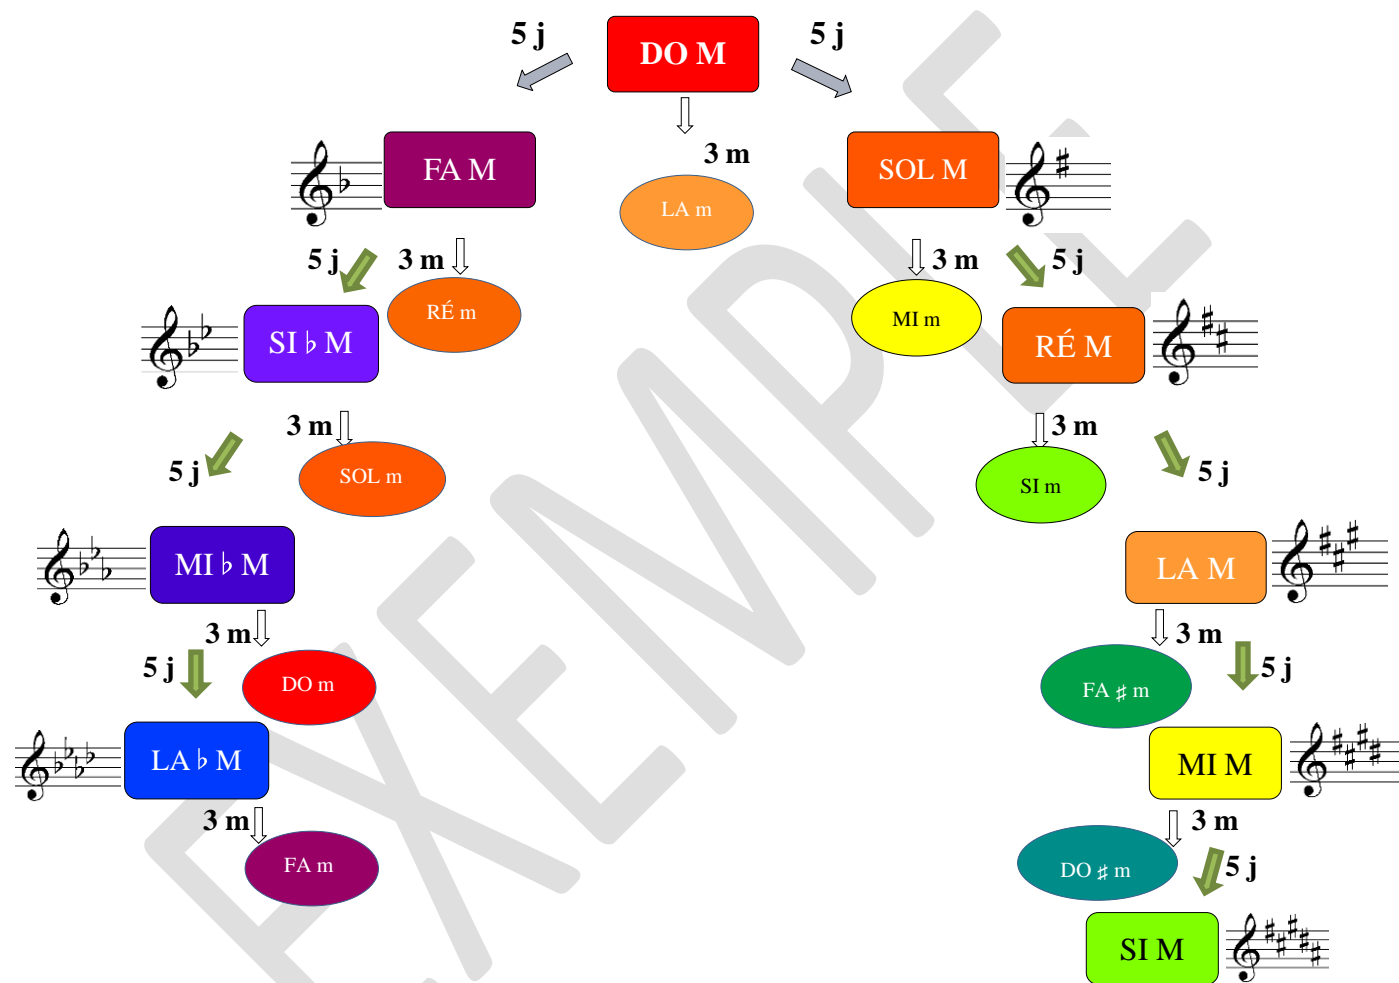 5 j
DO M
5 j
FA M
3 m
SOL M
LA m
5 j
3 m
3 m
5 j
RÉ m
MI m
SI ♭ M
RÉ M
3 m
3 m
5 j
5 j
SOL m
SI m
MI ♭ M
LA M
3 m
3 m
5 j
5 j
DO m
FA ♯ m
LA ♭ M
MI M
3 m
3 m
FA m
DO ♯ m
5 j
SI M
EXEMPLE